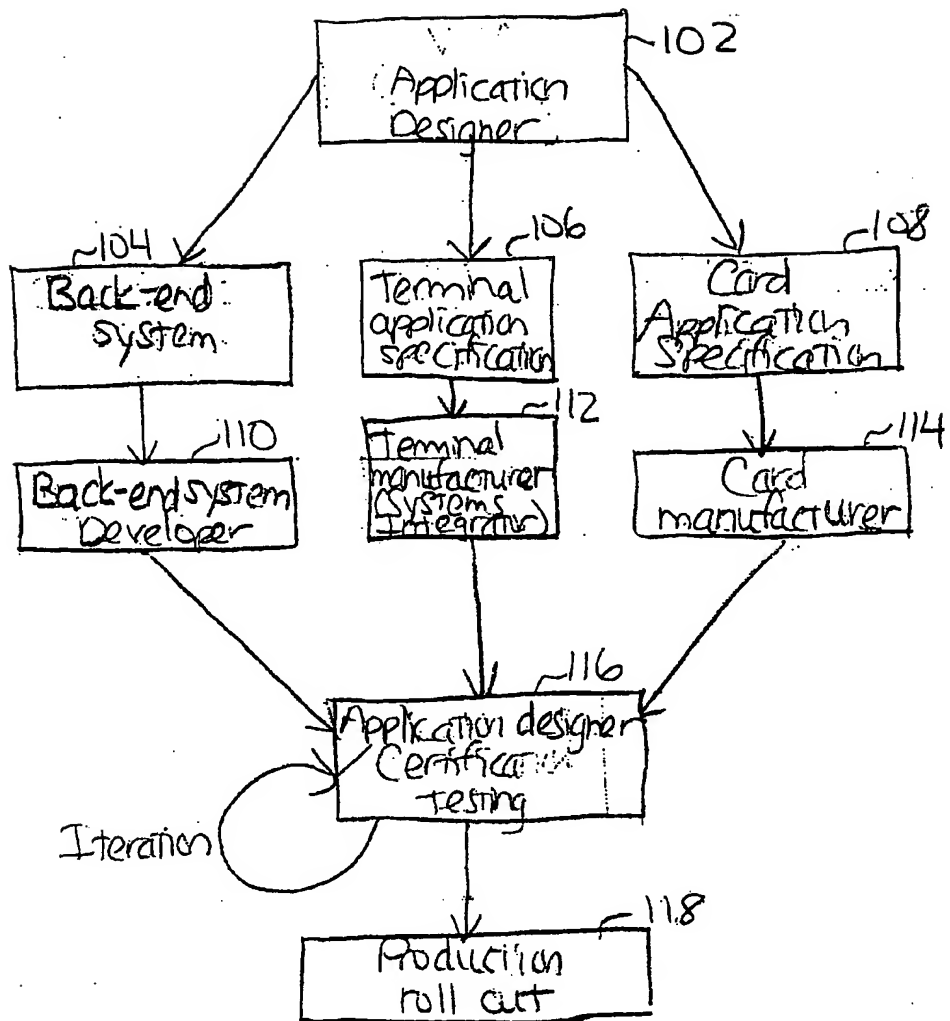 102
Application
Designer
104
Back-end
system
106
Terminal
application
specification
108
Card
Application
Specification
110
Back-end system
Developer
112
Terminal
manufacturer
(Systems
Integrator)
114
Card
manufacturer
116
Application designer
Certification
testing
Iteration
118
Production
roll out